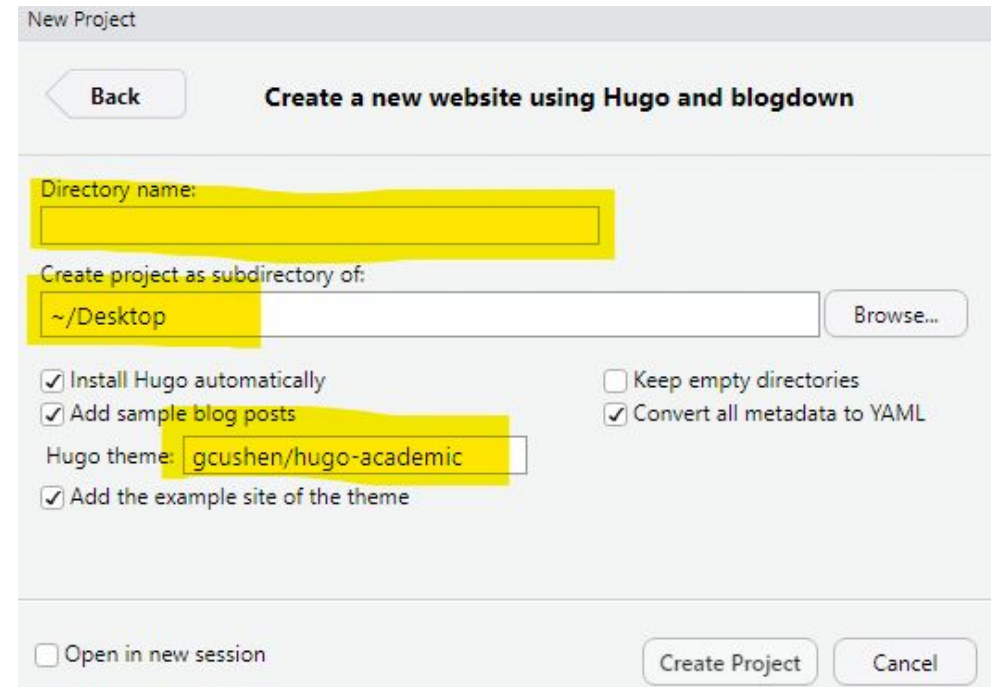 New Project
Back
Create a new website using Hugo and blogdown
Directory name:
Create project as subdirectory of:
~/Desktop
Browse...
Install Hugo automatically
Keep empty directories
Add sample blog posts
Convert all metadata to YAML
Hugo theme: gcushen/hugo-academic
Add the example site of the theme
Open in new session
Create Project
Cancel